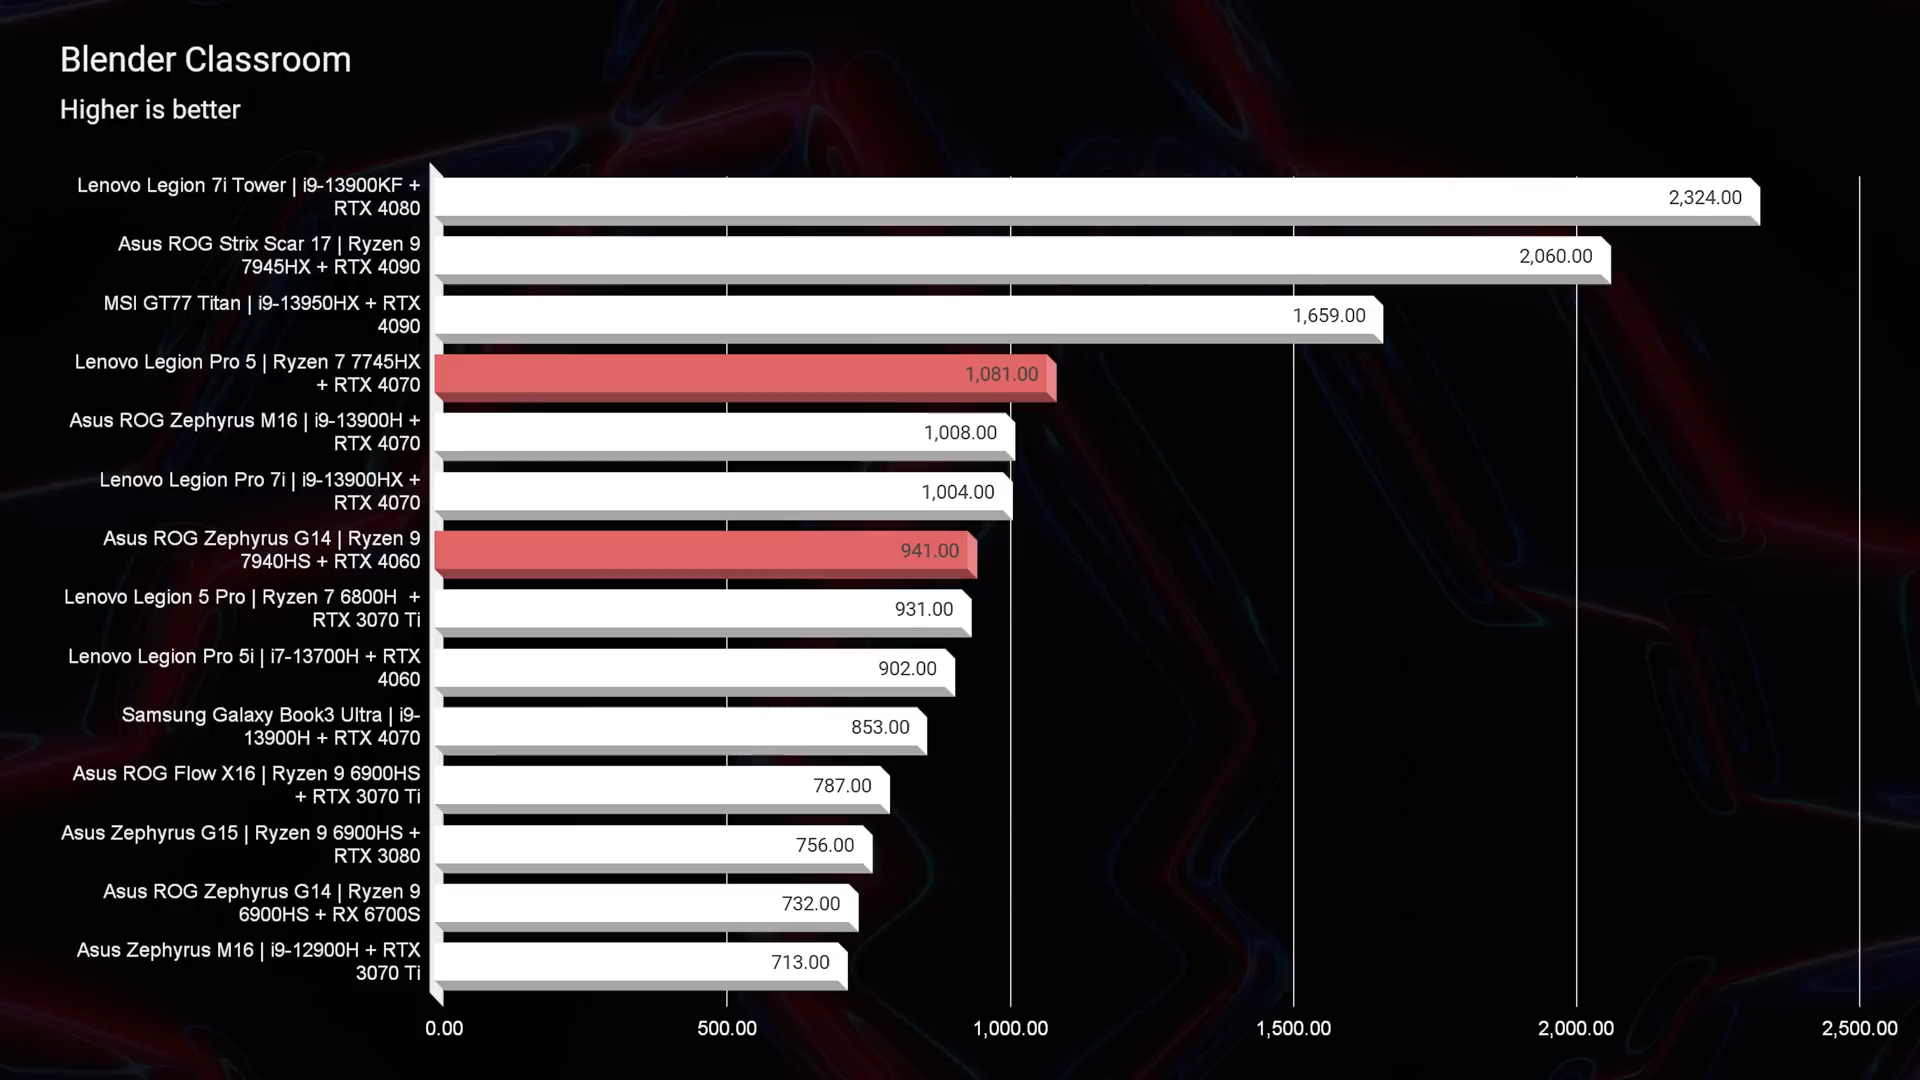 Blender Classroom
Higher is better
Lenovo Legion 7i Tower | i9-13900KF +
RTX 4080
2,324.00
Asus ROG Strix Scar 17 | Ryzen 9
7945HX + RTX 4090
2,060.00
MSI GT77 Titan | i9-13950HX + RTX
4090
1,659.00
Lenovo Legion Pro 5 | Ryzen 7 7745HX
+ RTX 4070
1,081.00
Asus ROG Zephyrus M16 | i9-13900H +
RTX 4070
1,008.00
Lenovo Legion Pro 7i | i9-13900HX +
RTX 4070
1,004.00
Asus ROG Zephyrus G14 | Ryzen 9
7940HS + RTX 4060
941.00
Lenovo Legion 5 Pro | Ryzen 7 6800H  +
RTX 3070 Ti
931.00
Lenovo Legion Pro 5i | i7-13700H + RTX
4060
902.00
Samsung Galaxy Book3 Ultra | i9-
13900H + RTX 4070
853.00
Asus ROG Flow X16 | Ryzen 9 6900HS
+ RTX 3070 Ti
787.00
Asus Zephyrus G15 | Ryzen 9 6900HS +
RTX 3080
756.00
Asus ROG Zephyrus G14 | Ryzen 9
6900HS + RX 6700S
732.00
Asus Zephyrus M16 | i9-12900H + RTX
3070 Ti
713.00
0.00 500.00 1,000.00 1,500.00 2,000.00 2,500.00